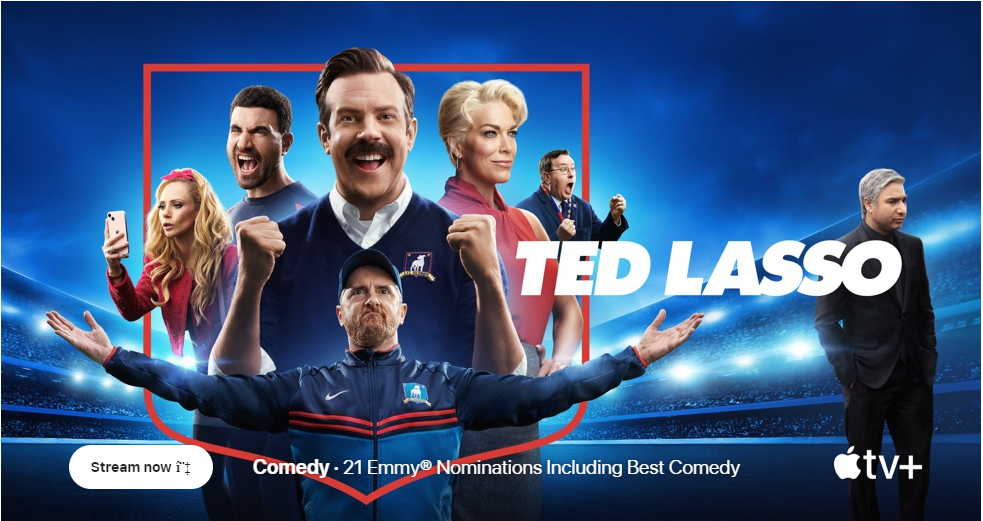 TED LASSO
Stream now î‡
Comedy · 21 Emmy® Nominations Including Best Comedy
tv+